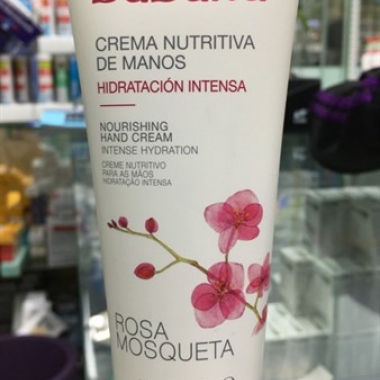 CREMA NUTRITIVA
DE MANOS
HIDRATACIÓN INTENSA
NOURISHING
HAND CREAM
INTENSE HYDRATION
CREME NUTRITIVO
PARA AS MÃOS
HIDRATAÇÃO INTENSA
ROSA
MOSQUETA